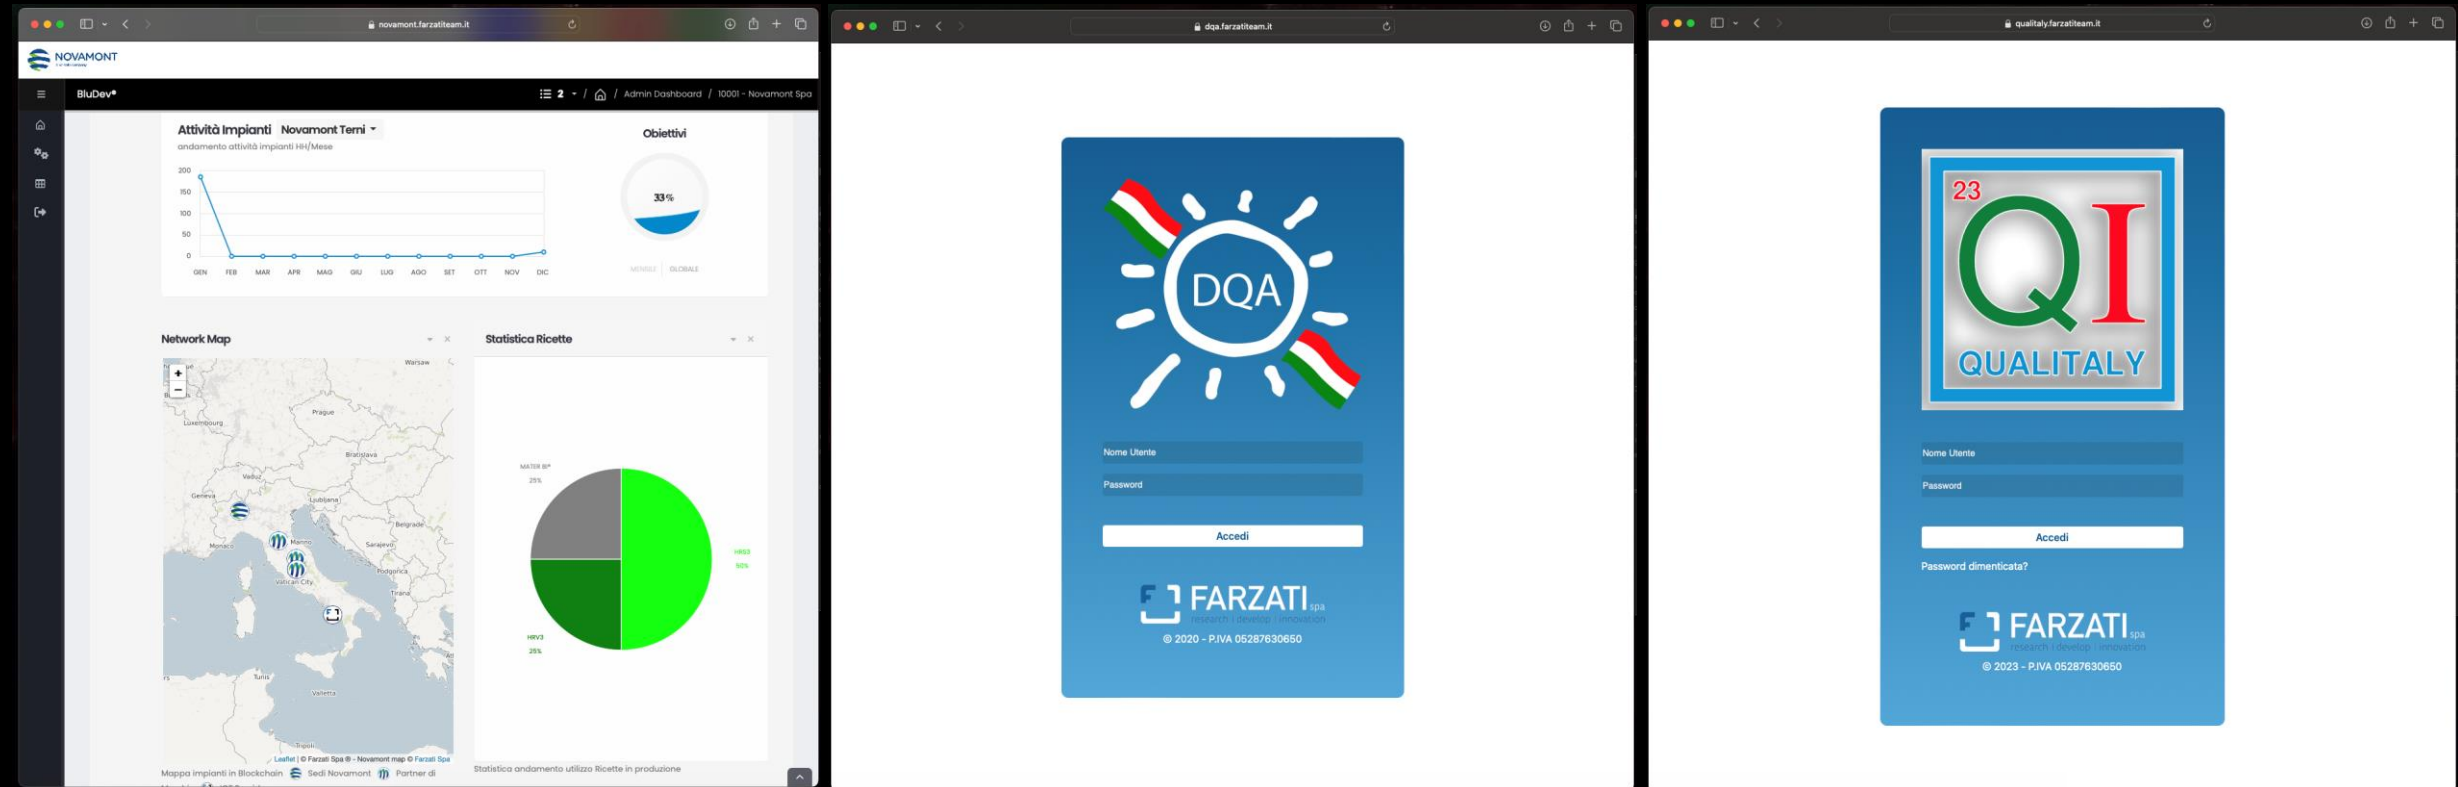 novamont.farzatiteam.it
NOVAMONT
BluDev®
2 / / Admin Dashboard / 10001 - Novamont Spa
Attività Impianti Novamont Terni
andamento attività impianti HH/Mese
200
150
100
50
0
GEN FEB MAR APR MAG GIU LUG AGO SET OTT NOV DIC
Obiettivi
33%
MENSILI GLOBALE
Network Map
+
−
Warsaw
Prague
Luxembourg
Bratislava
Vaduz
Geneva
Ljubljana
Belgrade
Monaco
Marino
Sarajevo
Podgorica
Vatican City
Tirana
Tunis
Valletta
Tripoli
Leaflet | © Farzati Spa ® - Novamont map © Farzati Spa
Mappa impianti in Blockchain Sedi Novamont Partner di
Statistica Ricette
MATER BI®
25%
HRV3
25%
50%
Statistica andamento utilizzo Ricette in produzione
dqa.farzatiteam.it
DQA
Nome Utente
Password
Accedi
F FARZATI spa
research | develop | innovation
© 2020 - P.IVA 05287630650
qualitaly.farzatiteam.it
23
QI
QUALITALY
Nome Utente
Password
Accedi
Password dimenticata?
F FARZATI spa
research | develop | innovation
© 2023 - P.IVA 05287630650